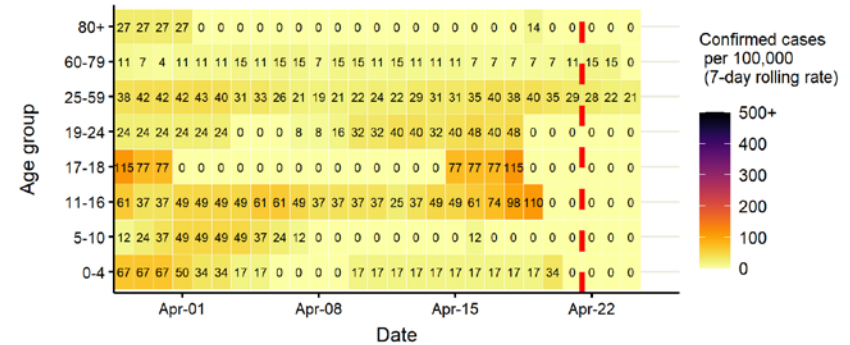 80+ 27 27 27 27 0 0 0 0 0 0 0 0 0 0 0 0 0 0 0 0 0 14 0 0 0 0 0
60-79 11 7 4 11 11 11 15 11 15 15 7 15 15 11 15 11 11 11 7 7 7 7 7 11 15 15 0
25-59 38 42 42 42 43 40 31 33 26 21 19 21 22 24 22 29 31 31 35 40 38 40 35 29 28 22 21
19-24 24 24 24 24 24 24 0 0 0 8 8 16 32 32 40 40 32 40 48 40 48 0 0 0 0 0 0
17-18 115 77 77 0 0 0 0 0 0 0 0 0 0 0 0 0 0 77 77 77 115 0 0 0 0 0 0
11-16 61 37 37 49 49 49 49 61 61 49 37 37 37 37 25 37 49 49 61 74 98 110 0 0 0 0 0
5-10 12 24 37 49 49 49 49 37 24 12 0 0 0 0 0 0 0 0 12 0 0 0 0 0 0 0 0
0-4 67 67 67 50 34 34 17 17 0 0 0 0 17 17 17 17 17 17 17 17 17 17 34 0 0 0 0
Age group
Apr-01 Apr-08 Apr-15 Apr-22
Date
Confirmed cases
per 100,000
(7-day rolling rate)
500+
400
300
200
100
0